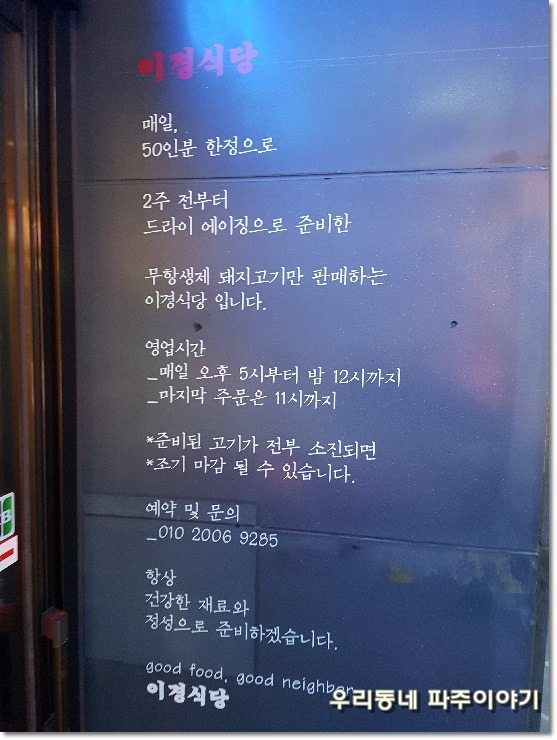 이경식당
매일,
50인분 한정으로
2주 전부터
드라이 에이징으로 준비한
무항생제 돼지고기만 판매하는
이경식당 입니다.
영업시간
_매일 오후 5시부터 밤 12시까지
_마지막 주문은 11시까지
*준비된 고기가 전부 소진되면
*조기 마감 될 수 있습니다.
예약 및 문의
_010 2006 9285
항상
건강한 재료와
정성으로 준비하겠습니다.
good food, good neighbor
이경식당
우리동네 파주이야기
B